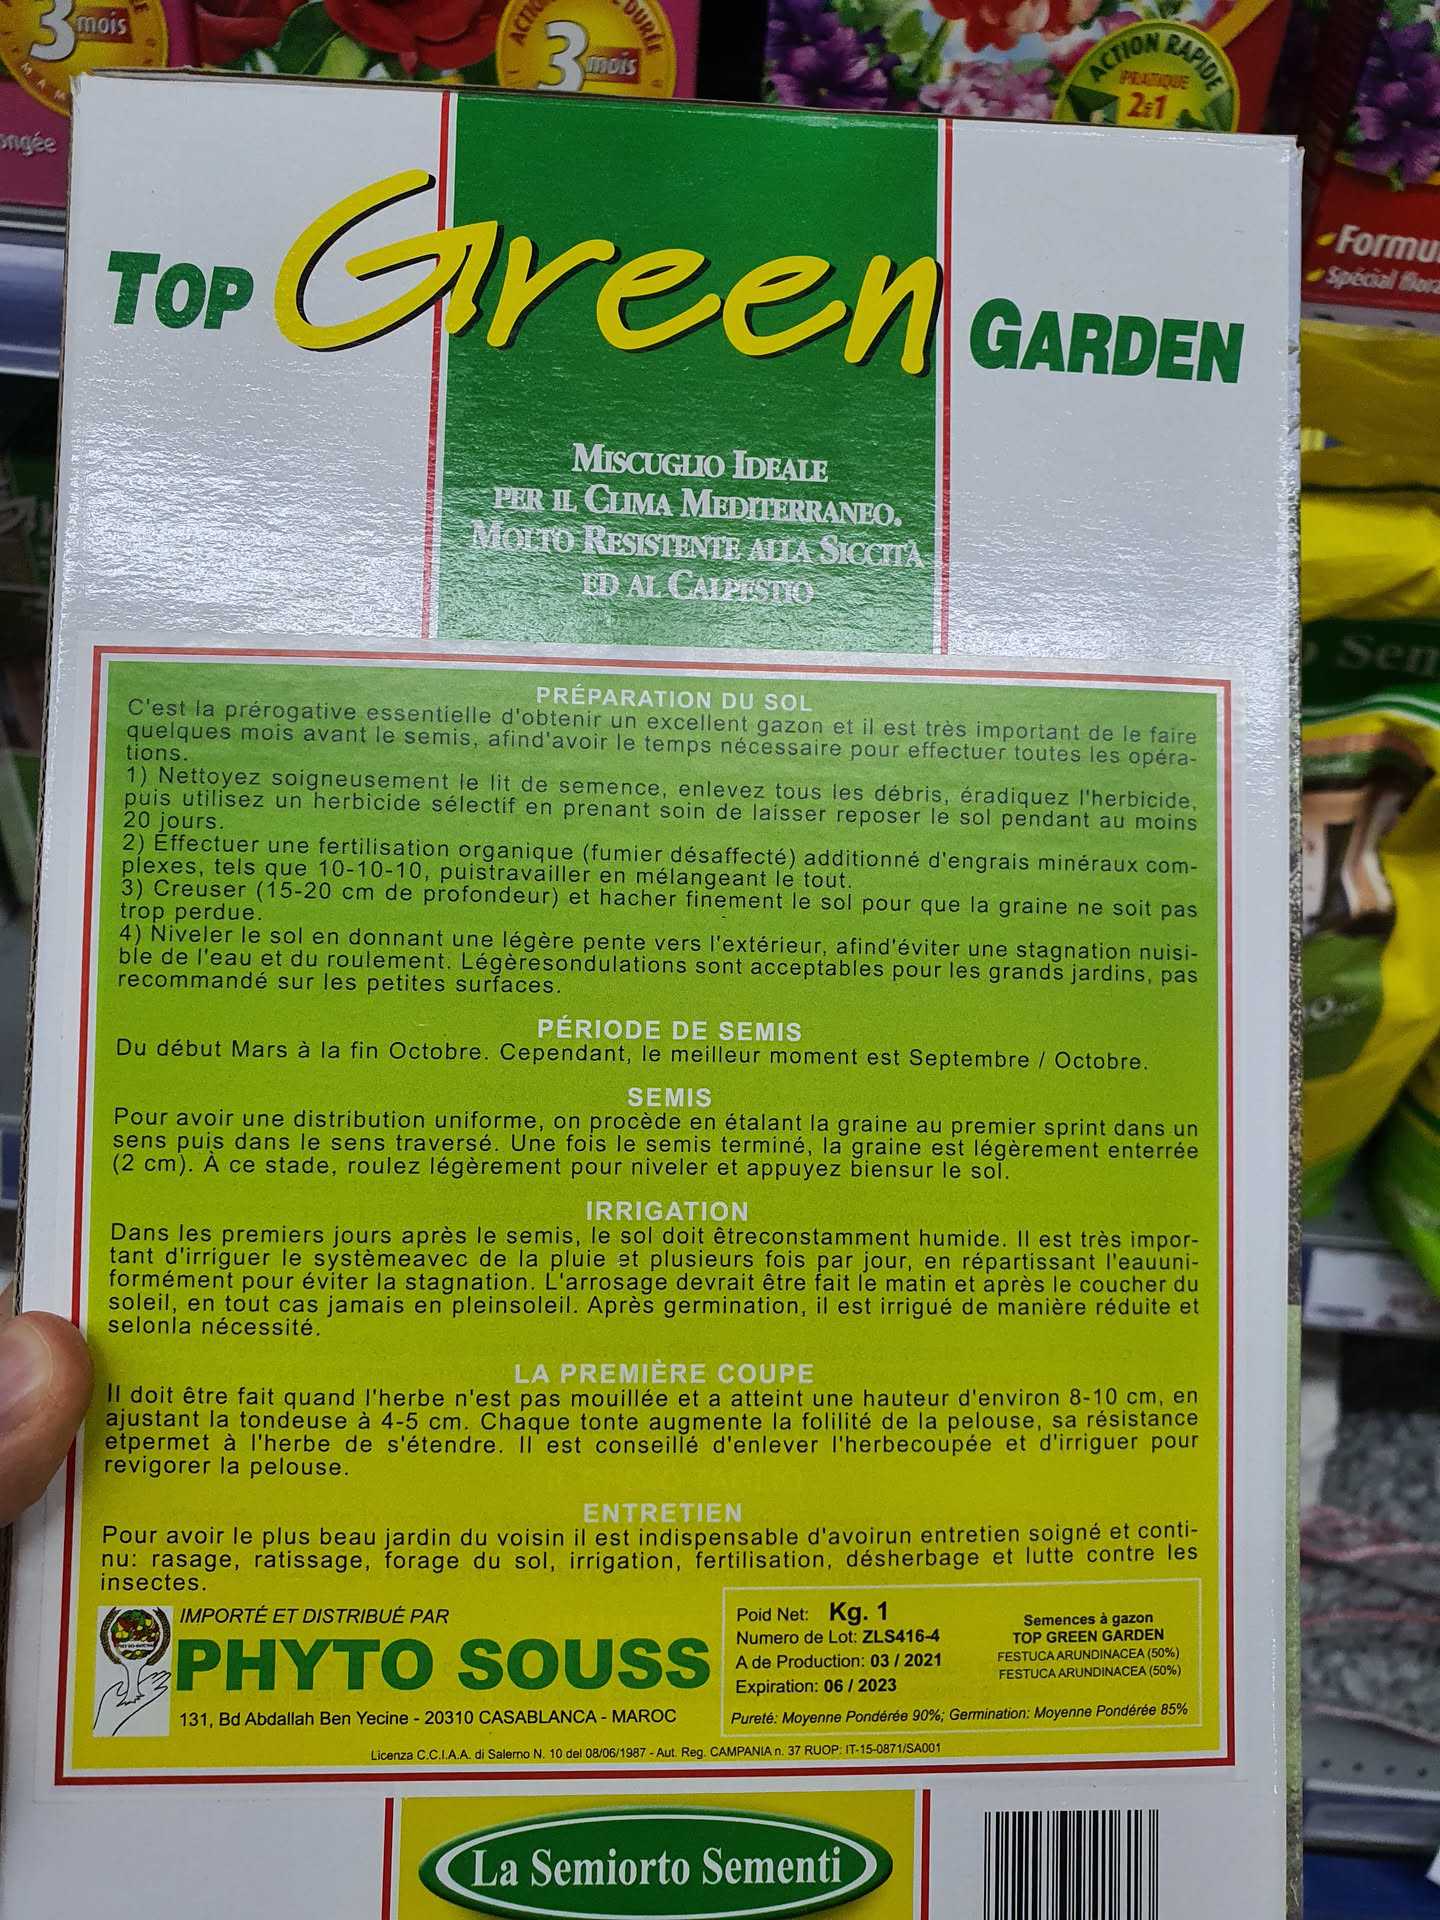 3 mois
3 mois
ACTION RAPIDE
PRATIQUE
2en1
ongée
Formu
Spécial flora
TOP Green GARDEN
MISCUGLIO IDEALE
PER IL CLIMA MEDITERRANEO.
MOLTO RESISTENTE ALLA SICCITÀ
ED AL CALPESTIO
PRÉPARATION DU SOL
C'est la prérogative essentielle d'obtenir un excellent gazon et il est très important de le faire
quelques mois avant le semis, afind'avoir le temps nécessaire pour effectuer toutes les opéra-
tions.
1) Nettoyez soigneusement le lit de semence, enlevez tous les débris, éradiquez l'herbicide,
puis utilisez un herbicide sélectif en prenant soin de laisser reposer le sol pendant au moins
20 jours.
2) Effectuer une fertilisation organique (fumier désaffecté) additionné d'engrais minéraux com-
plexes, tels que 10-10-10, puistravailler en mélangeant le tout.
3) Creuser (15-20 cm de profondeur) et hacher finement le sol pour que la graine ne soit pas
trop perdue.
4) Niveler le sol en donnant une légère pente vers l'extérieur, afind'éviter une stagnation nuisi-
ble de l'eau et du roulement. Légèresondulations sont acceptables pour les grands jardins, pas
recommandé sur les petites surfaces.
PÉRIODE DE SEMIS
Du début Mars à la fin Octobre. Cependant, le meilleur moment est Septembre / Octobre.
SEMIS
Pour avoir une distribution uniforme, on procède en étalant la graine au premier sprint dans un
sens puis dans le sens traversé. Une fois le semis terminé, la graine est légèrement enterrée
(2 cm). À ce stade, roulez légèrement pour niveler et appuyez biensur le sol.
IRRIGATION
Dans les premiers jours après le semis, le sol doit êtreconstamment humide. Il est très impor-
tant d'irriguer le systèmeavec de la pluie et plusieurs fois par jour, en répartissant l'eauuni-
formément pour éviter la stagnation. L'arrosage devrait être fait le matin et après le coucher du
soleil, en tout cas jamais en pleinsoleil. Après germination, il est irrigué de manière réduite et
selonla nécessité.
LA PREMIÈRE COUPE
Il doit être fait quand l'herbe n'est pas mouillée et a atteint une hauteur d'environ 8-10 cm, en
ajustant la tondeuse à 4-5 cm. Chaque tonte augmente la folilité de la pelouse, sa résistance
etpermet à l'herbe de s'étendre. Il est conseillé d'enlever l'herbecoupée et d'irriguer pour
revigorer la pelouse.
ENTRETIEN
Pour avoir le plus beau jardin du voisin il est indispensable d'avoirun entretien soigné et conti-
nu: rasage, ratissage, forage du sol, irrigation, fertilisation, désherbage et lutte contre les
insectes.
IMPORTÉ ET DISTRIBUÉ PAR
PHYTO SOUSS
131, Bd Abdallah Ben Yecine - 20310 CASABLANCA - MAROC
Poid Net: Kg. 1
Numero de Lot: ZLS416-4
A de Production: 03 / 2021
Expiration: 06 / 2023
Semences à gazon
TOP GREEN GARDEN
FESTUCA ARUNDINACEA (50%)
FESTUCA ARUNDINACEA (50%)
Pureté: Moyenne Pondérée 90%; Germination: Moyenne Pondérée 85%
Licenza C.C.I.A.A. di Salerno N. 10 del 08/06/1987 - Aut. Reg. CAMPANIA n. 37 RUOP: IT-15-0871/SA001
La Semiorto Sementi